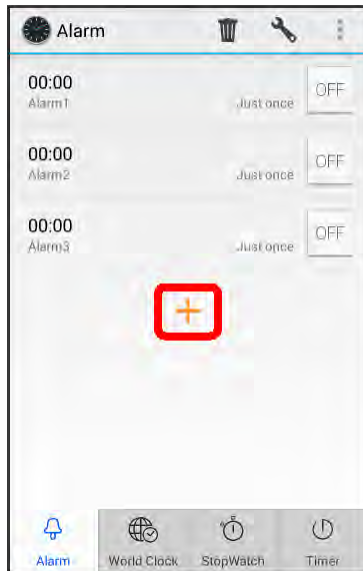 Alarm
00:00
Alarm1 Just once OFF
00:00
Alarm2 Just once OFF
00:00
Alarm3 Just once OFF
+
Alarm World Clock StopWatch Timer